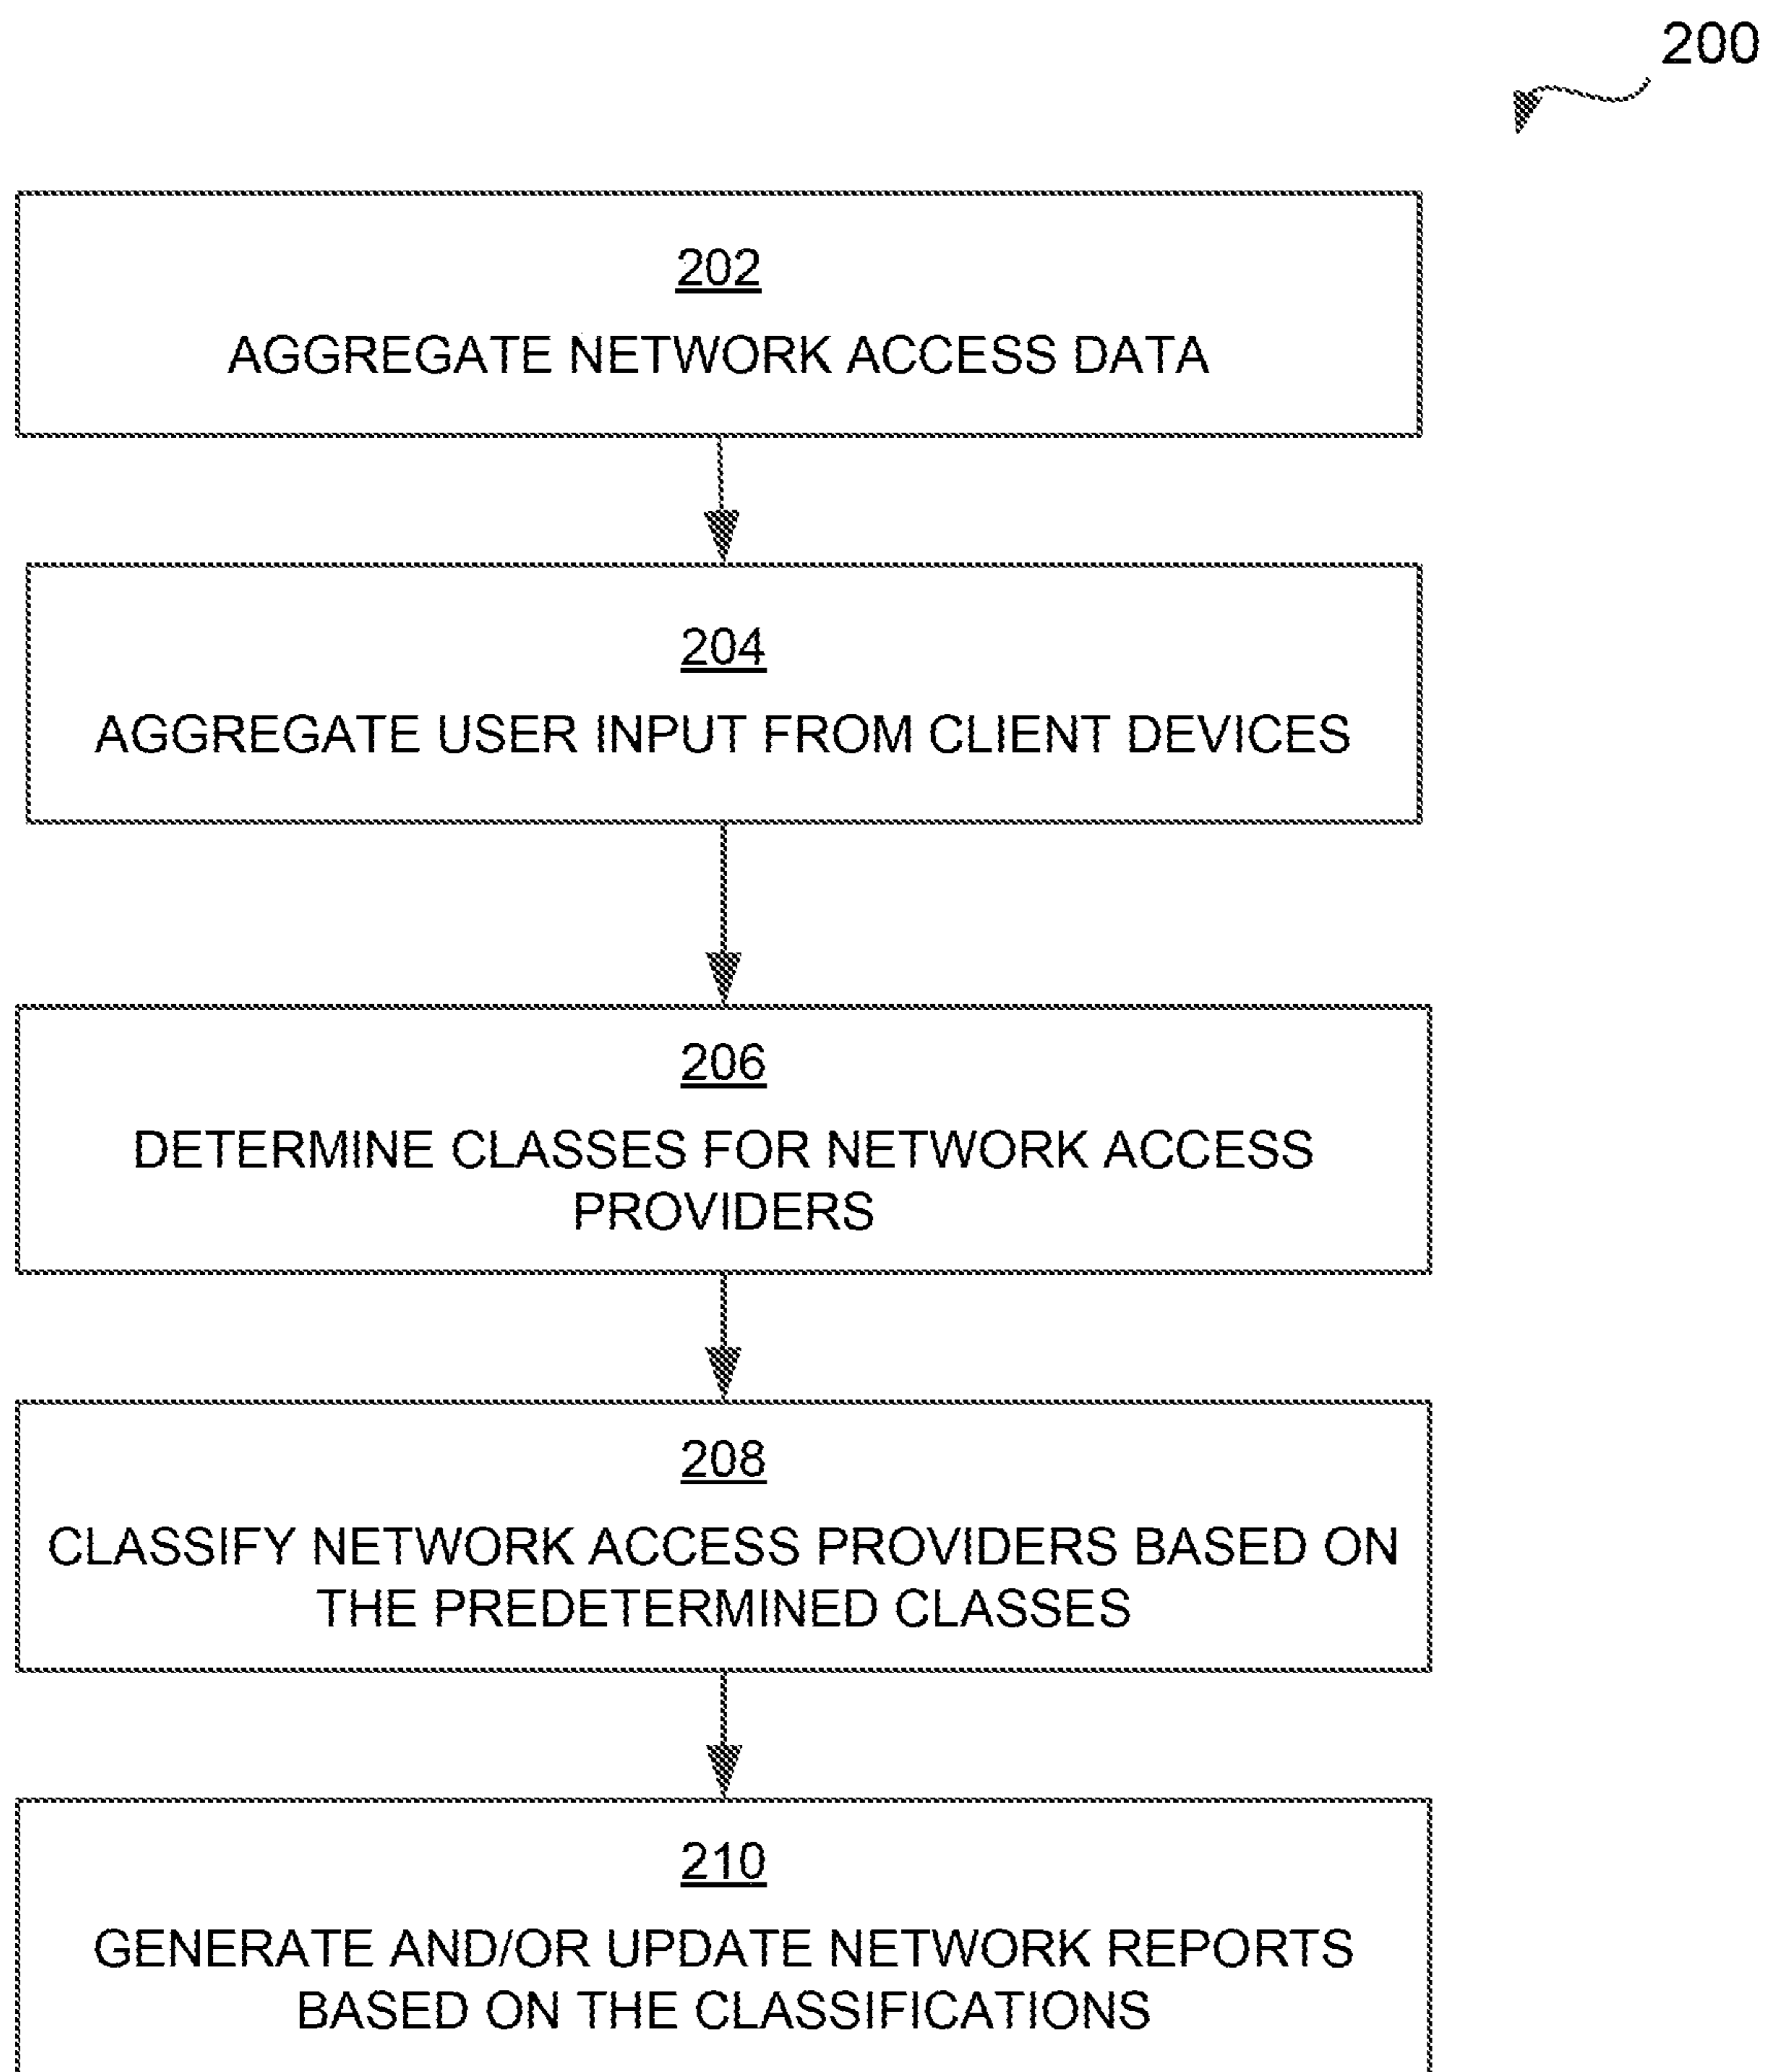 200
202
AGGREGATE NETWORK ACCESS DATA
204
AGGREGATE USER INPUT FROM CLIENT DEVICES
206
DETERMINE CLASSES FOR NETWORK ACCESS
PROVIDERS
208
CLASSIFY NETWORK ACCESS PROVIDERS BASED ON
THE PREDETERMINED CLASSES
210
GENERATE AND/OR UPDATE NETWORK REPORTS
BASED ON THE CLASSIFICATIONS